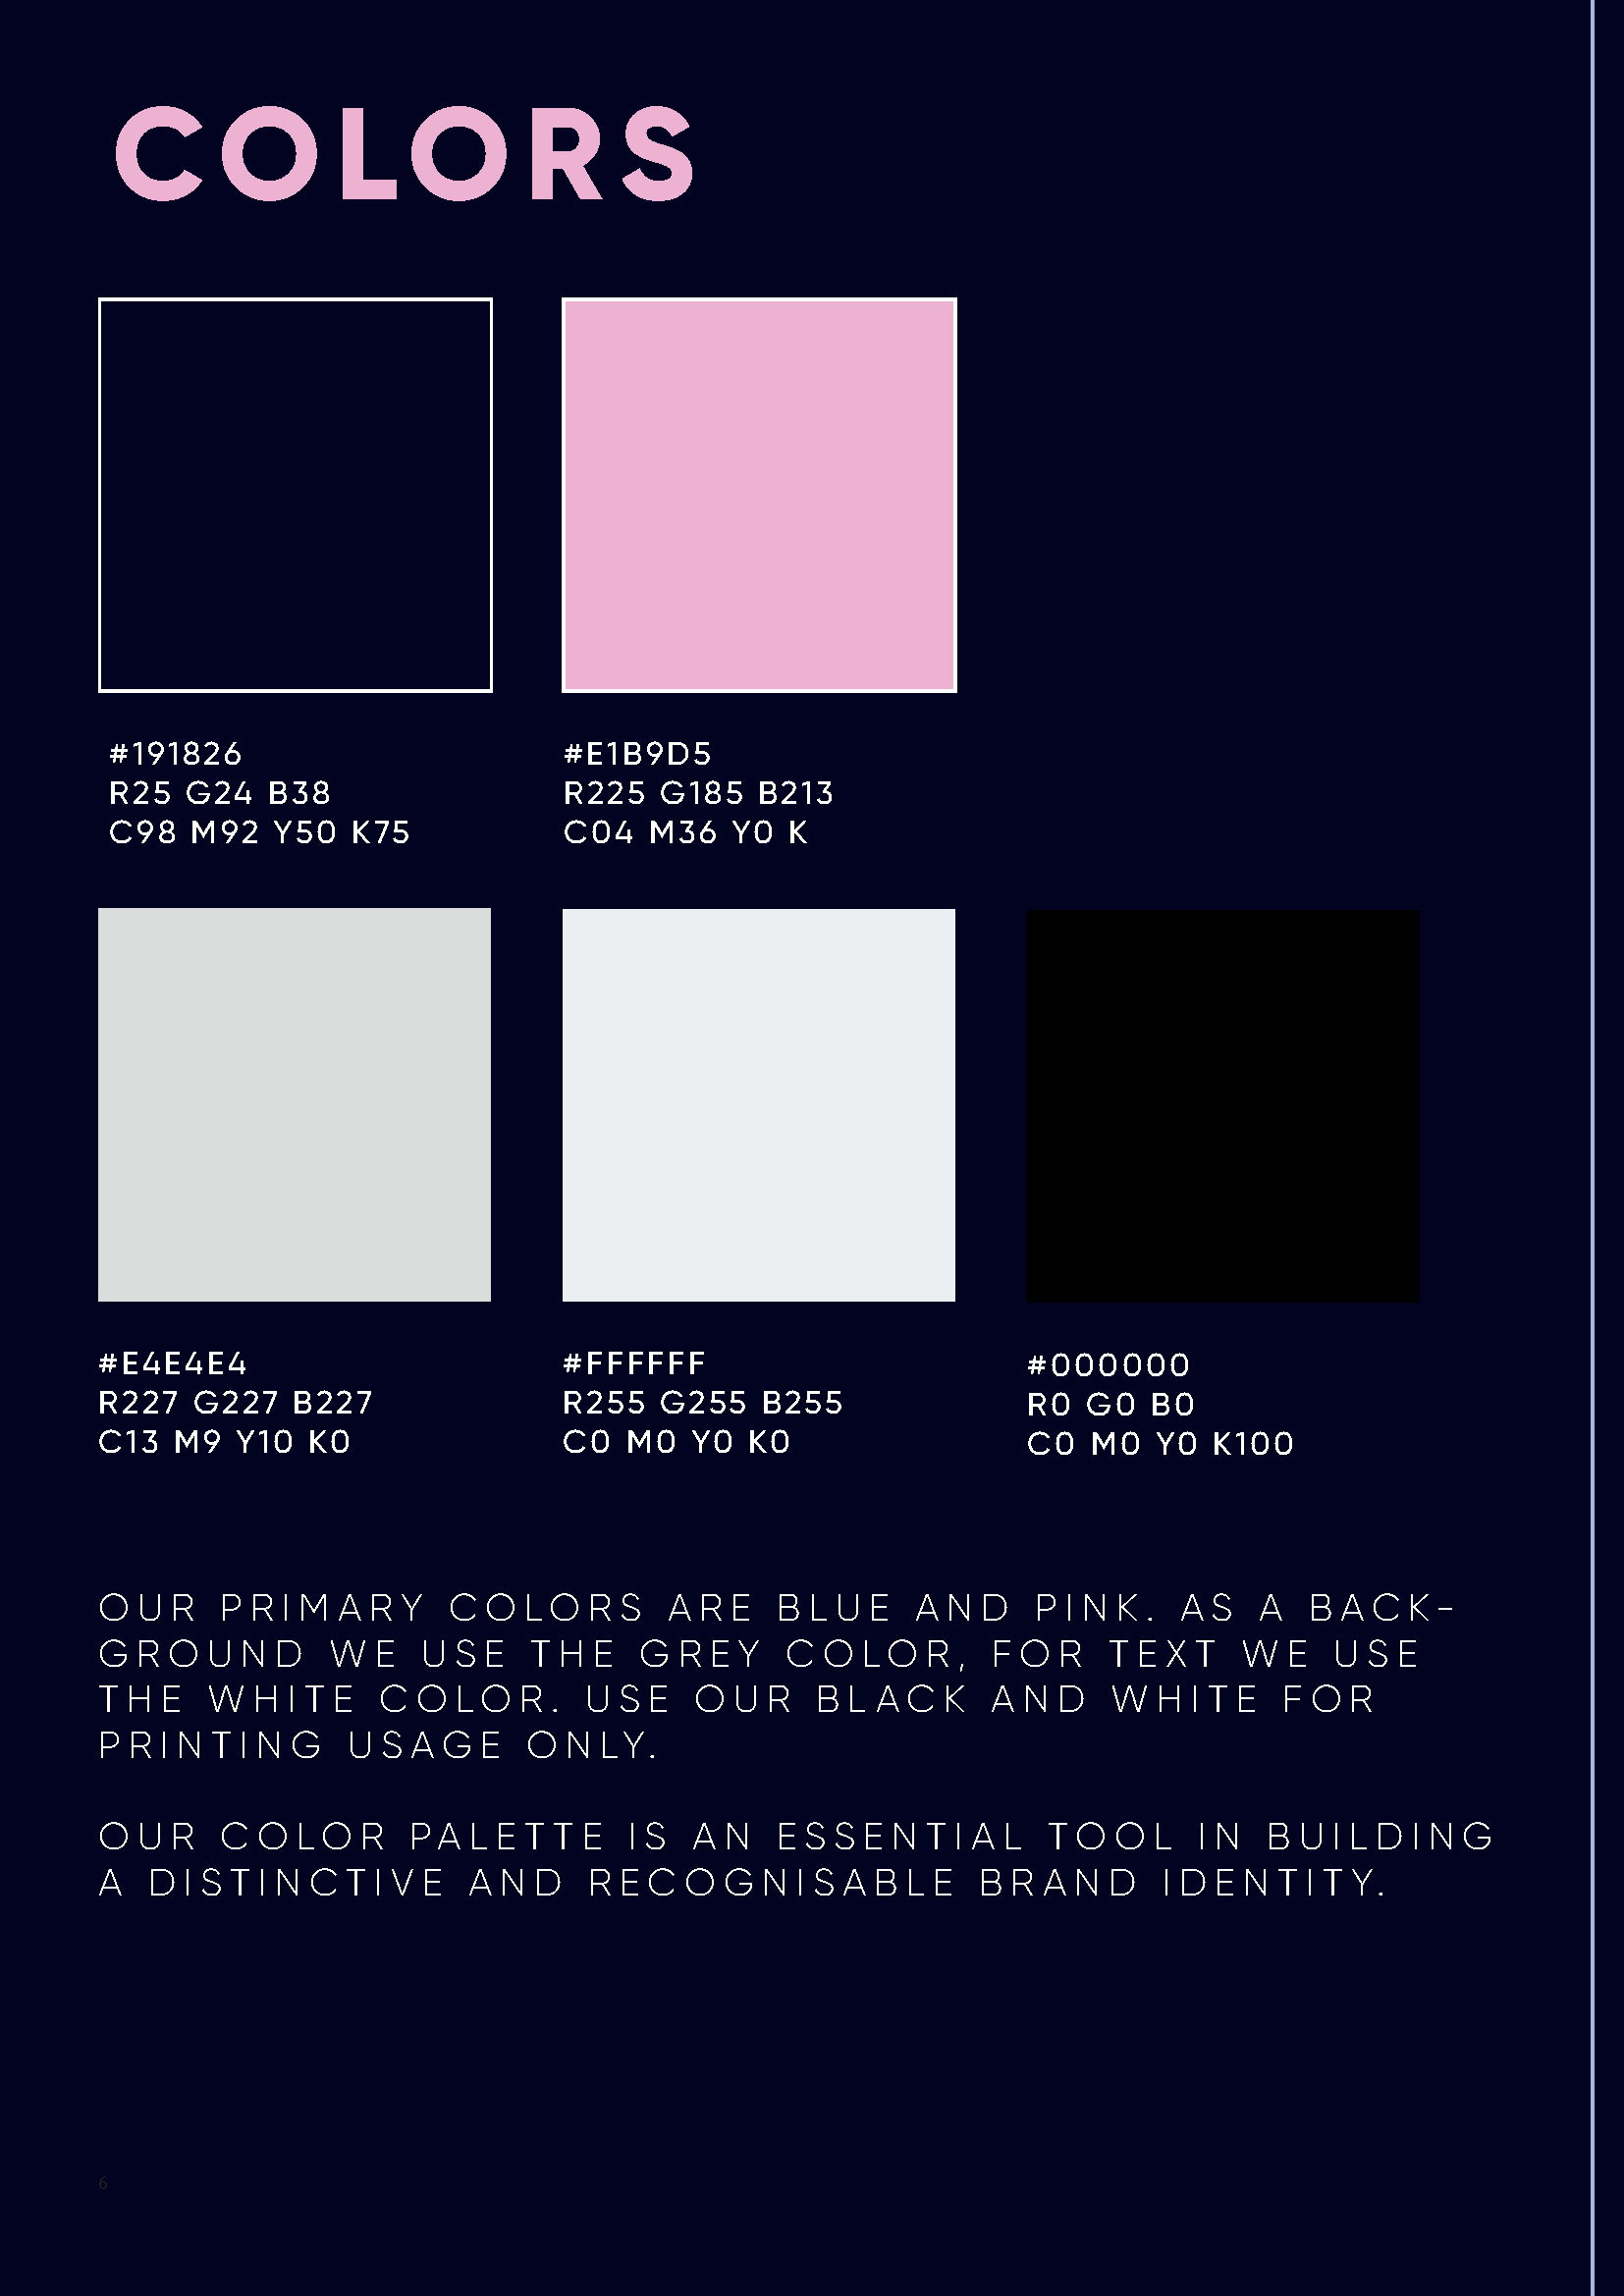 COLORS
#191826
R25 G24 B38
C98 M92 Y50 K75
#E1B9D5
R225 G185 B213
C04 M36 Y0 K
#E4E4E4
R227 G227 B227
C13 M9 Y10 K0
#FFFFFF
R255 G255 B255
C0 M0 Y0 K0
#000000
R0 G0 B0
C0 M0 Y0 K100
OUR PRIMARY COLORS ARE BLUE AND PINK. AS A BACK-
GROUND WE USE THE GREY COLOR, FOR TEXT WE USE
THE WHITE COLOR. USE OUR BLACK AND WHITE FOR
PRINTING USAGE ONLY.
OUR COLOR PALETTE IS AN ESSENTIAL TOOL IN BUILDING
A DISTINCTIVE AND RECOGNISABLE BRAND IDENTITY.
6